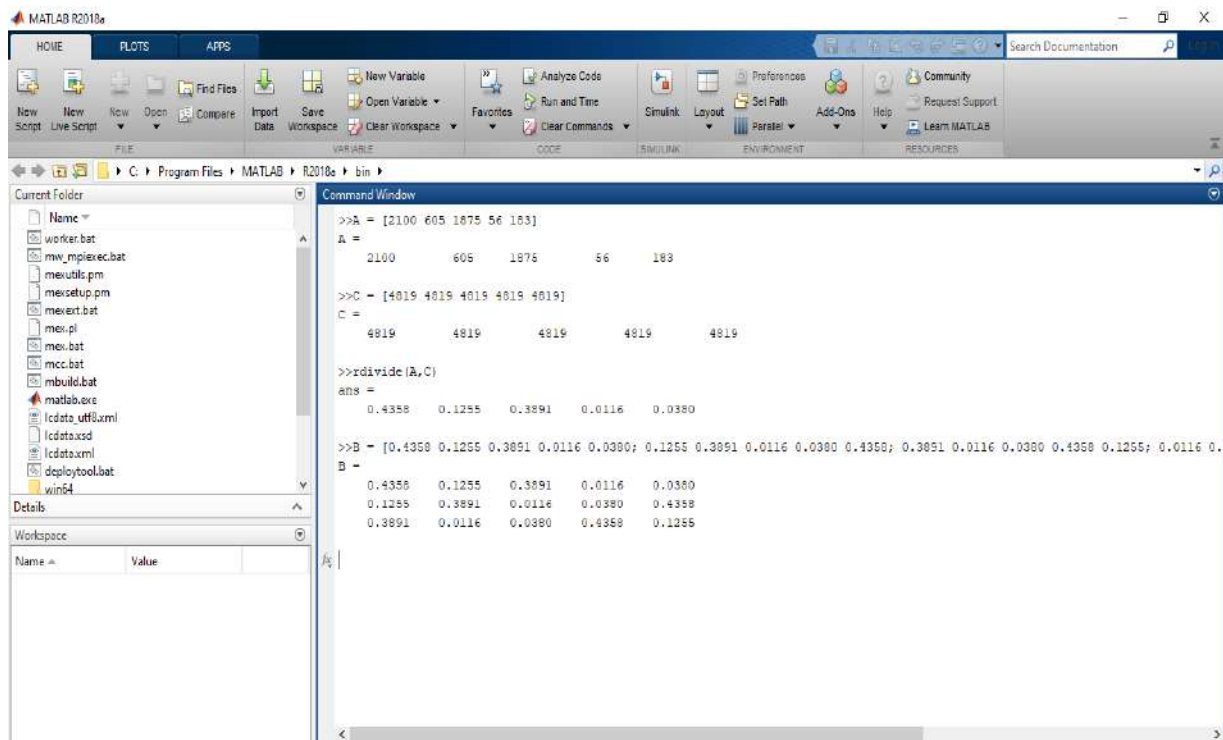 MATLAB R2018a
HOME PLOTS APPS
Search Documentation
New Script
New Live Script
New
Open
Find Files
Compare
FILE
Import Data
Save Workspace
New Variable
Open Variable
Clear Workspace
VARIABLE
Favorites
Analyze Code
Run and Time
Clear Commands
CODE
Simulink
SIMULINK
Layout
Preferences
Set Path
Parallel
ENVIRONMENT
Add-Ons
Help
Community
Request Support
Learn MATLAB
RESOURCES
C: Program Files MATLAB R2018a bin
Current Folder
Name
worker.bat
mw_mpiexec.bat
mexutils.pm
mexsetup.pm
mexext.bat
mex.pl
mex.bat
mcc.bat
mbuild.bat
matlab.exe
lcdata_utf8.xml
lcdata.xsd
lcdata.xml
deploytool.bat
win64
Details
Workspace
Name Value
Command Window
>>A = [2100 605 1875 56 183]
A =
2100 605 1875 56 183
>>C = [4819 4819 4819 4819 4819]
C =
4819 4819 4819 4819 4819
>>rdivide(A,C)
ans =
0.4358 0.1255 0.3891 0.0116 0.0380
>>B = [0.4358 0.1255 0.3891 0.0116 0.0380; 0.1255 0.3891 0.0116 0.0380 0.4358; 0.3891 0.0116 0.0380 0.4358 0.1255; 0.0116 0.
B =
0.4358 0.1255 0.3891 0.0116 0.0380
0.1255 0.3891 0.0116 0.0380 0.4358
0.3891 0.0116 0.0380 0.4358 0.1255
fx